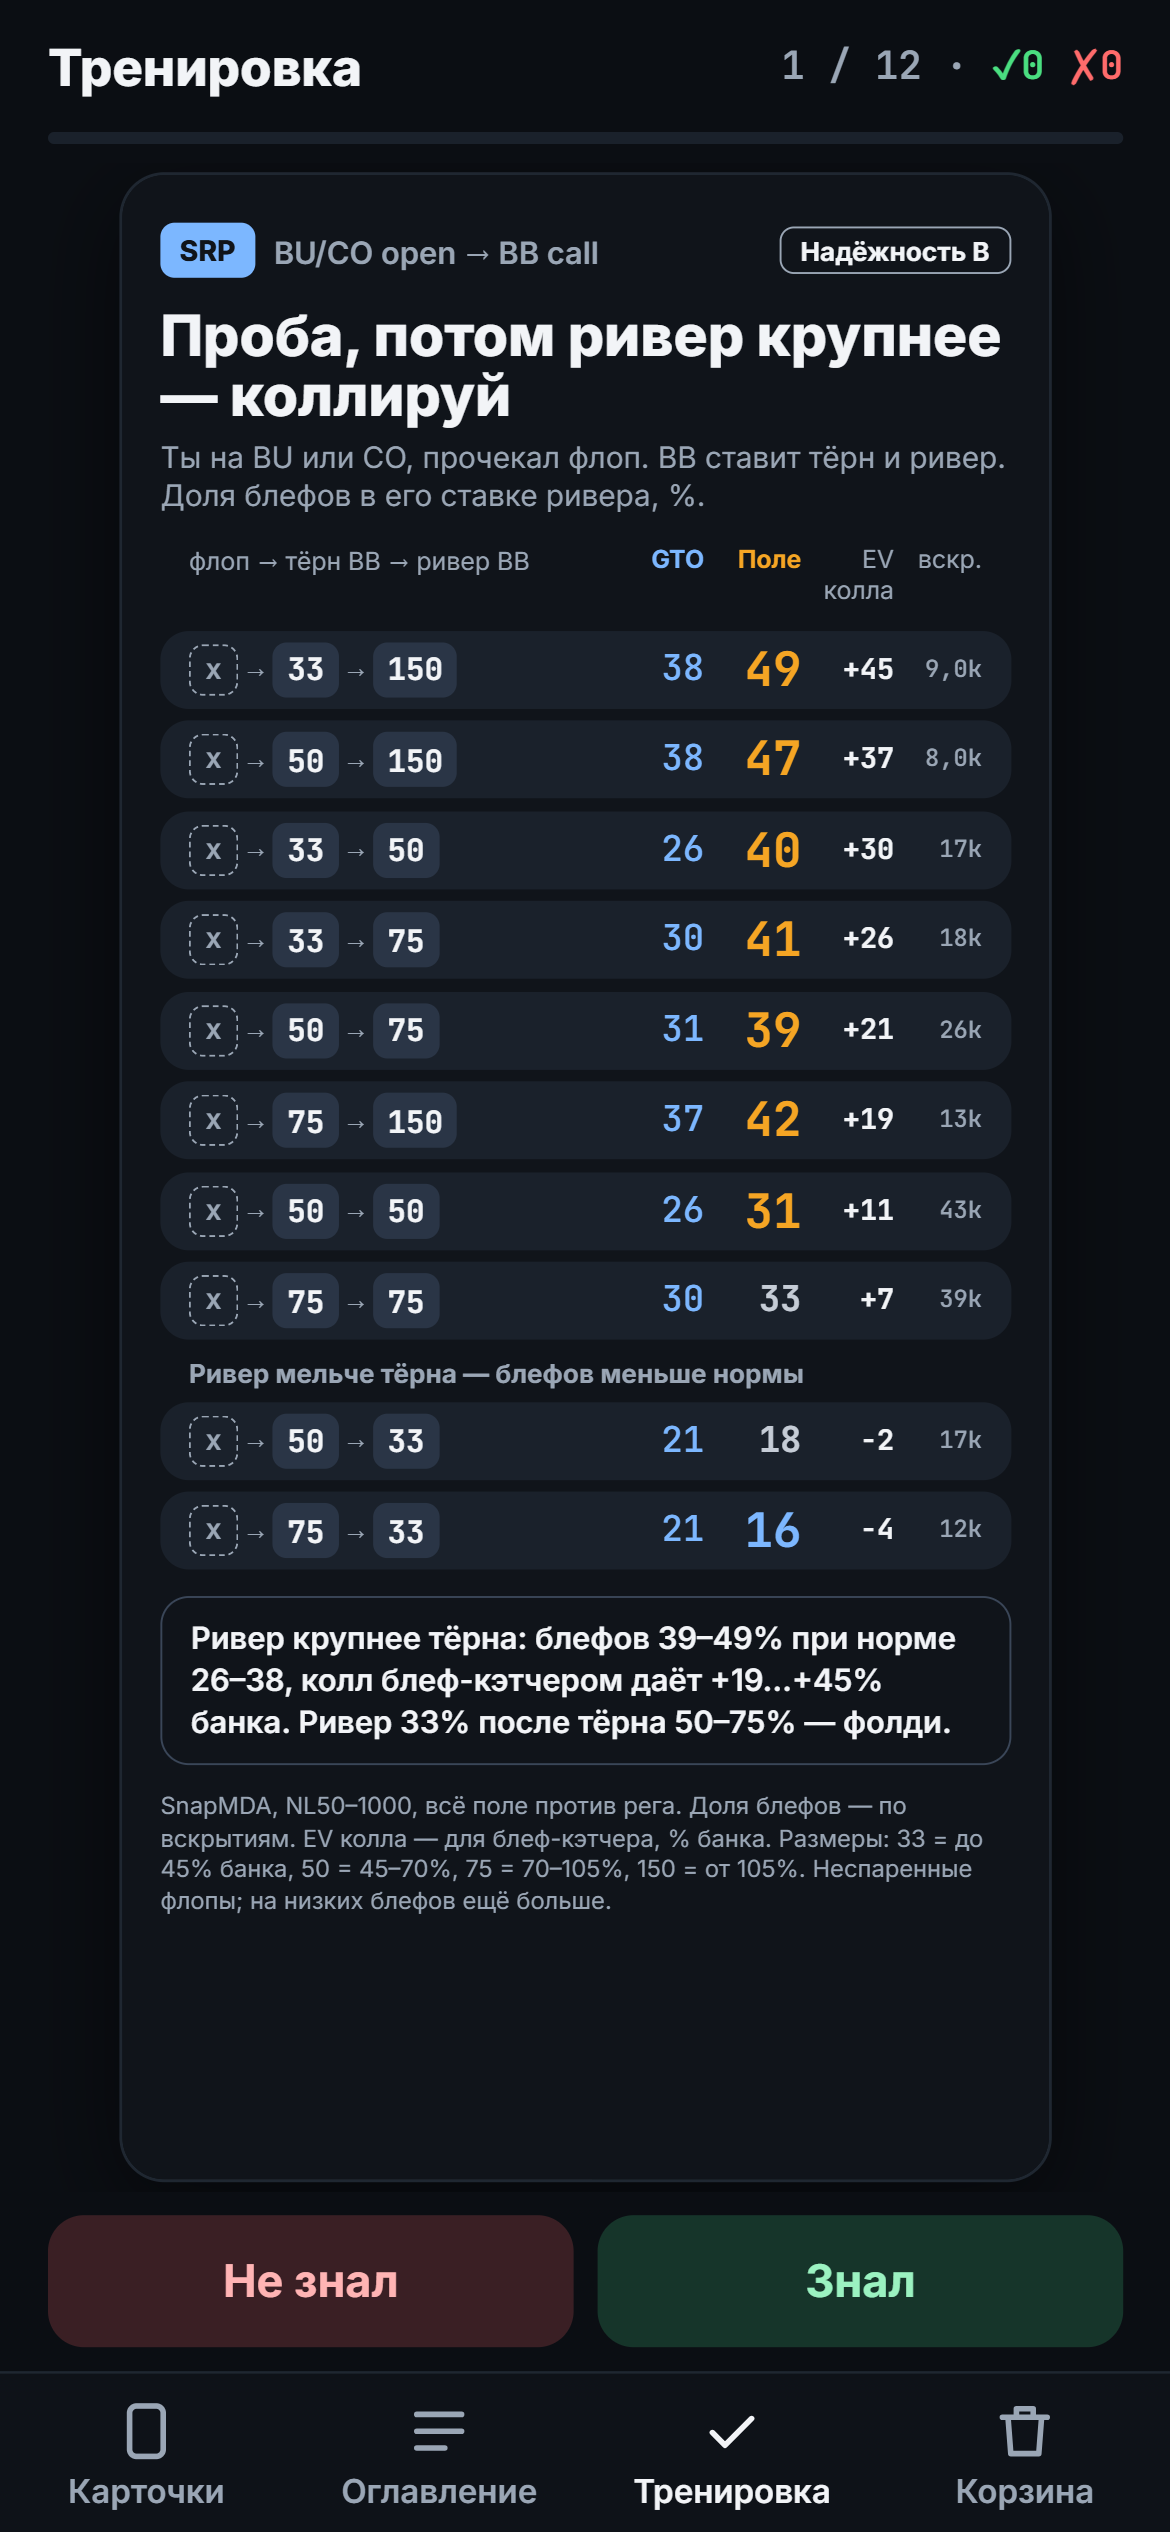 Тренировка 1 / 12 · ✓0 ✗0
SRP BU/CO open → BB call Надёжность B
Проба, потом ривер крупнее
— коллируй
Ты на BU или CO, прочекал флоп. BB ставит тёрн и ривер.
Доля блефов в его ставке ривера, %.
флоп → тёрн BB → ривер BB GTO Поле EV вскр.
колла
X → 33 → 150 38 49 +45 9,0k
X → 50 → 150 38 47 +37 8,0k
X → 33 → 50 26 40 +30 17k
X → 33 → 75 30 41 +26 18k
X → 50 → 75 31 39 +21 26k
X → 75 → 150 37 42 +19 13k
X → 50 → 50 26 31 +11 43k
X → 75 → 75 30 33 +7 39k
Ривер мельче тёрна — блефов меньше нормы
X → 50 → 33 21 18 -2 17k
X → 75 → 33 21 16 -4 12k
Ривер крупнее тёрна: блефов 39–49% при норме
26–38, колл блеф-кэтчером даёт +19…+45%
банка. Ривер 33% после тёрна 50–75% — фолди.
SnapMDA, NL50–1000, всё поле против рега. Доля блефов — по
вскрытиям. EV колла — для блеф-кэтчера, % банка. Размеры: 33 = до
45% банка, 50 = 45–70%, 75 = 70–105%, 150 = от 105%. Неспаренные
флопы; на низких блефов ещё больше.
Не знал Знал
Карточки Оглавление Тренировка Корзина